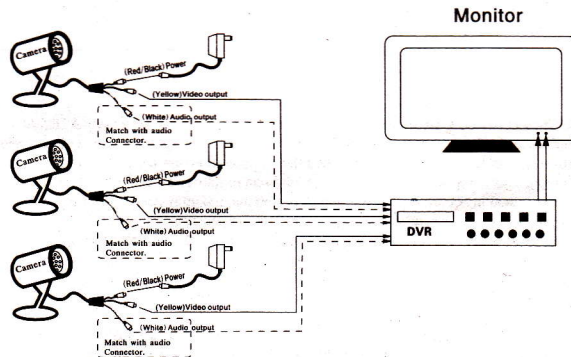 Monitor
Camera
(Red/Black) Power
(Yellow)Video output
(White) Audio output
Match with audio
Connector.
Camera
(Red/Black) Power
(Yellow)Video output
(White) Audio output
Match with audio
Connector.
DVR
Camera
(Red/Black) Power
(Yellow)Video output
(White) Audio output
Match with audio
Connector.